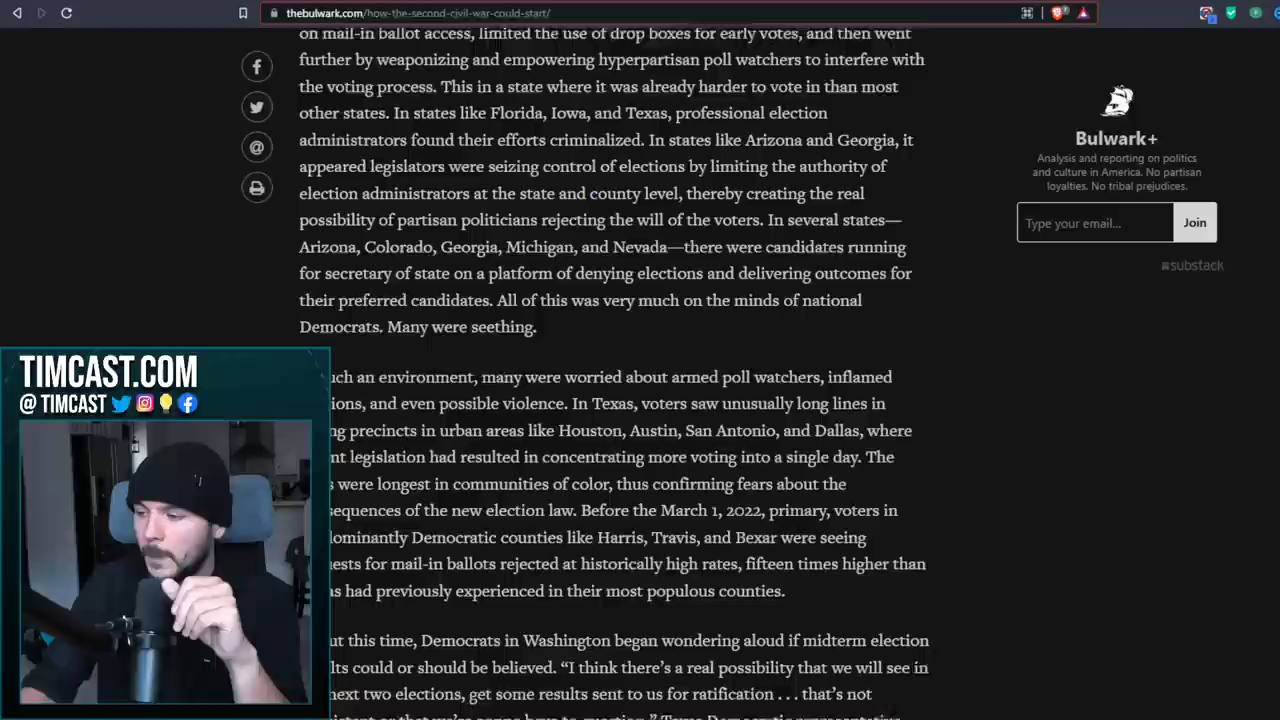 thebulwark.com/how-the-second-civil-war-could-start/
on mail-in ballot access, limited the use of drop boxes for early votes, and then went
further by weaponizing and empowering hyperpartisan poll watchers to interfere with
the voting process. This in a state where it was already harder to vote in than most
other states. In states like Florida, Iowa, and Texas, professional election
administrators found their efforts criminalized. In states like Arizona and Georgia, it
appeared legislators were seizing control of elections by limiting the authority of
election administrators at the state and county level, thereby creating the real
possibility of partisan politicians rejecting the will of the voters. In several states—
Arizona, Colorado, Georgia, Michigan, and Nevada—there were candidates running
for secretary of state on a platform of denying elections and delivering outcomes for
their preferred candidates. All of this was very much on the minds of national
Democrats. Many were seething.
uch an environment, many were worried about armed poll watchers, inflamed
ions, and even possible violence. In Texas, voters saw unusually long lines in
ng precincts in urban areas like Houston, Austin, San Antonio, and Dallas, where
nt legislation had resulted in concentrating more voting into a single day. The
s were longest in communities of color, thus confirming fears about the
sequences of the new election law. Before the March 1, 2022, primary, voters in
dominantly Democratic counties like Harris, Travis, and Bexar were seeing
ests for mail-in ballots rejected at historically high rates, fifteen times higher than
s had previously experienced in their most populous counties.
ut this time, Democrats in Washington began wondering aloud if midterm election
lts could or should be believed. “I think there’s a real possibility that we will see in
next two elections, get some results sent to us for ratification . . . that’s not
Bulwark+
Analysis and reporting on politics
and culture in America. No partisan
loyalties. No tribal prejudices.
Type your email...
Join
substack
TIMCAST.COM
@ TIMCAST